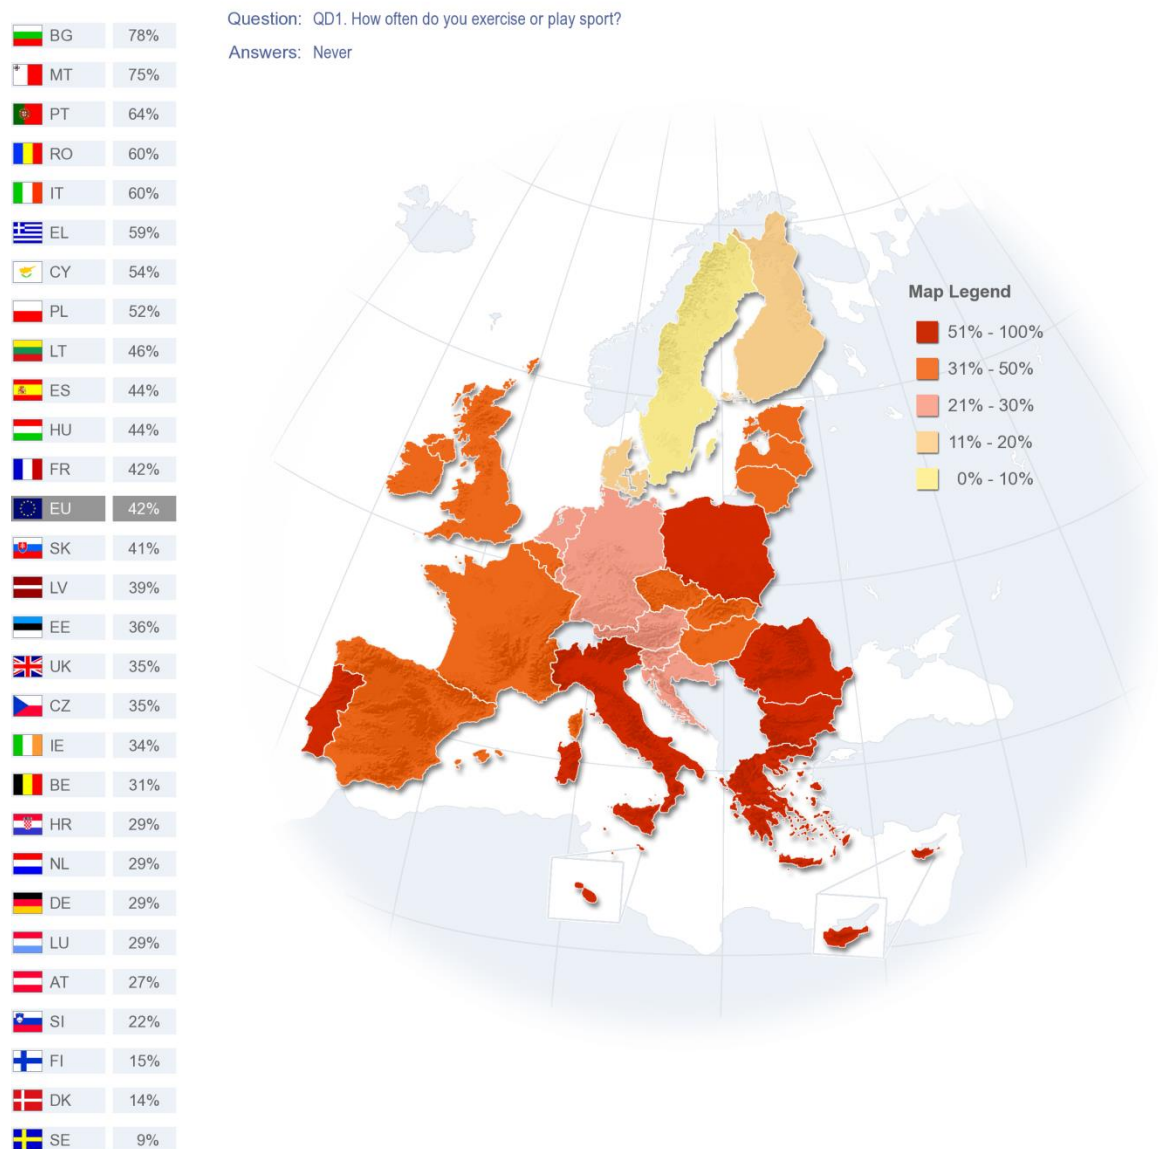 Question: QD1. How often do you exercise or play sport?
Answers: Never
BG 78%
MT 75%
PT 64%
RO 60%
IT 60%
EL 59%
CY 54%
PL 52%
LT 46%
ES 44%
HU 44%
FR 42%
EU 42%
SK 41%
LV 39%
EE 36%
UK 35%
CZ 35%
IE 34%
BE 31%
HR 29%
NL 29%
DE 29%
LU 29%
AT 27%
SI 22%
FI 15%
DK 14%
SE 9%
Map Legend
51% - 100%
31% - 50%
21% - 30%
11% - 20%
0% - 10%